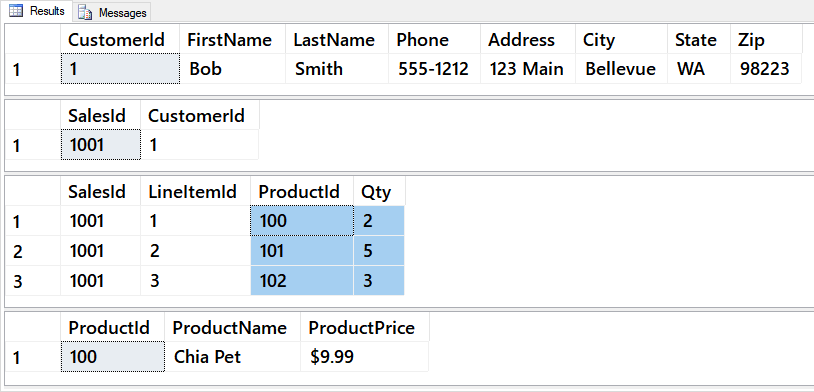 Results Messages
CustomerId FirstName LastName Phone Address City State Zip
1 1 Bob Smith 555-1212 123 Main Bellevue WA 98223
SalesId CustomerId
1 1001 1
SalesId LineItemId ProductId Qty
1 1001 1 100 2
2 1001 2 101 5
3 1001 3 102 3
ProductId ProductName ProductPrice
1 100 Chia Pet $9.99